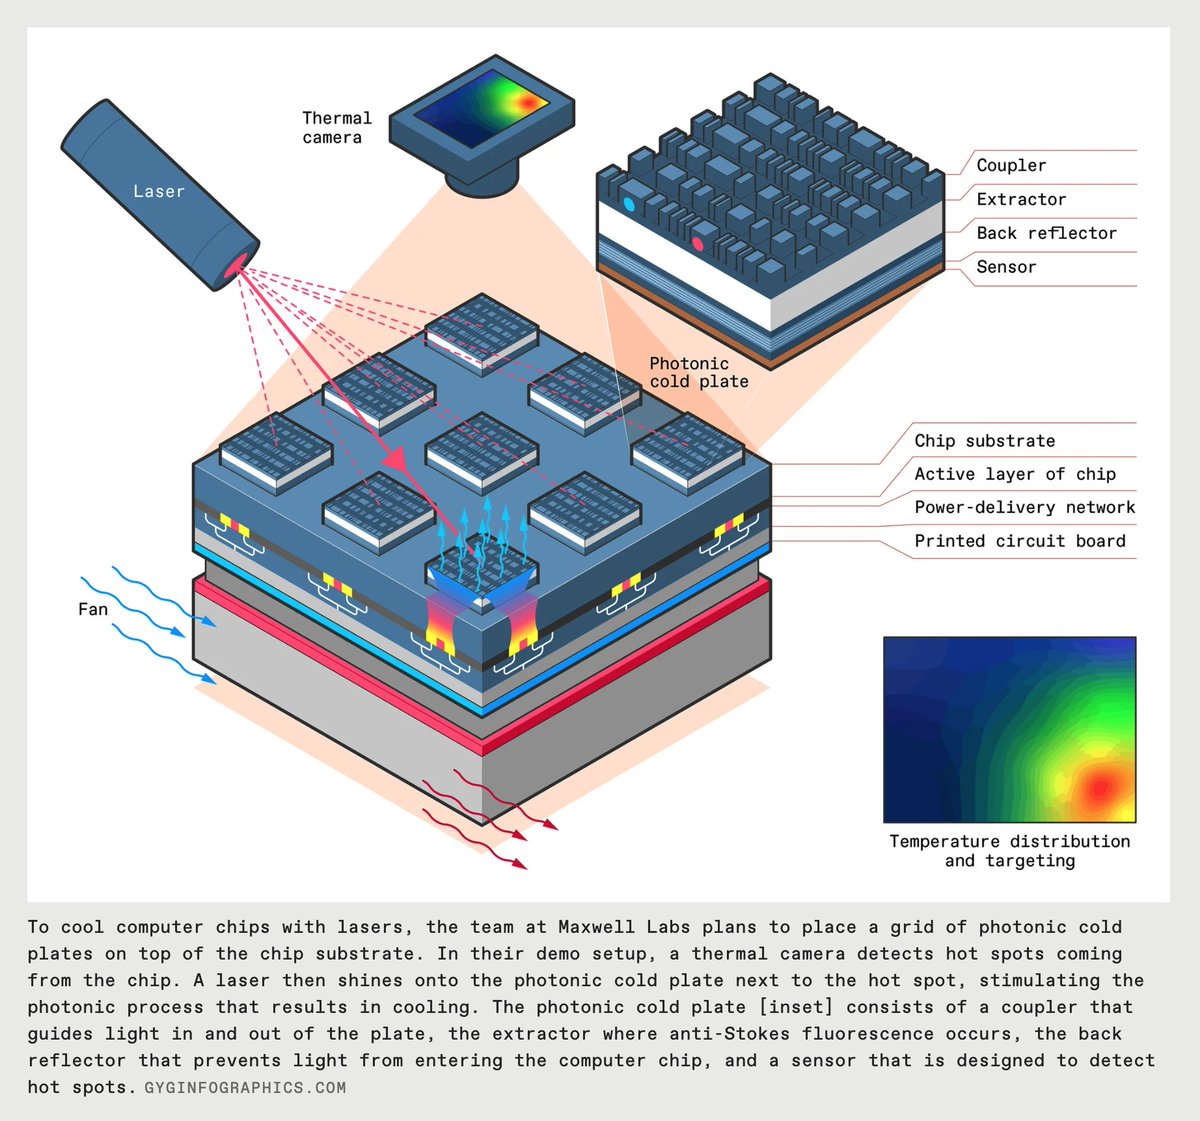 Thermal
camera
Laser
Coupler
Extractor
Back reflector
Sensor
Photonic
cold plate
Chip substrate
Active layer of chip
Power-delivery network
Printed circuit board
Fan
Temperature distribution
and targeting
To cool computer chips with lasers, the team at Maxwell Labs plans to place a grid of photonic cold
plates on top of the chip substrate. In their demo setup, a thermal camera detects hot spots coming
from the chip. A laser then shines onto the photonic cold plate next to the hot spot, stimulating the
photonic process that results in cooling. The photonic cold plate [inset] consists of a coupler that
guides light in and out of the plate, the extractor where anti-Stokes fluorescence occurs, the back
reflector that prevents light from entering the computer chip, and a sensor that is designed to detect
hot spots. GYGINFOGRAPHICS.COM